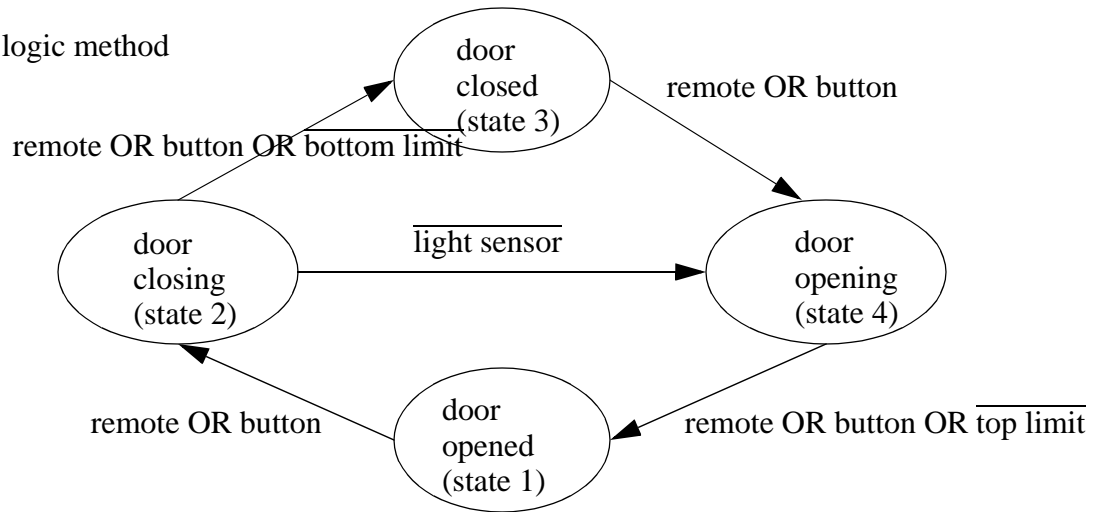 logic method
door
closed
(state 3)
remote OR button
remote OR button OR bottom limit
light sensor
door
closing
(state 2)
door
opening
(state 4)
remote OR button
door
opened
(state 1)
remote OR button OR top limit